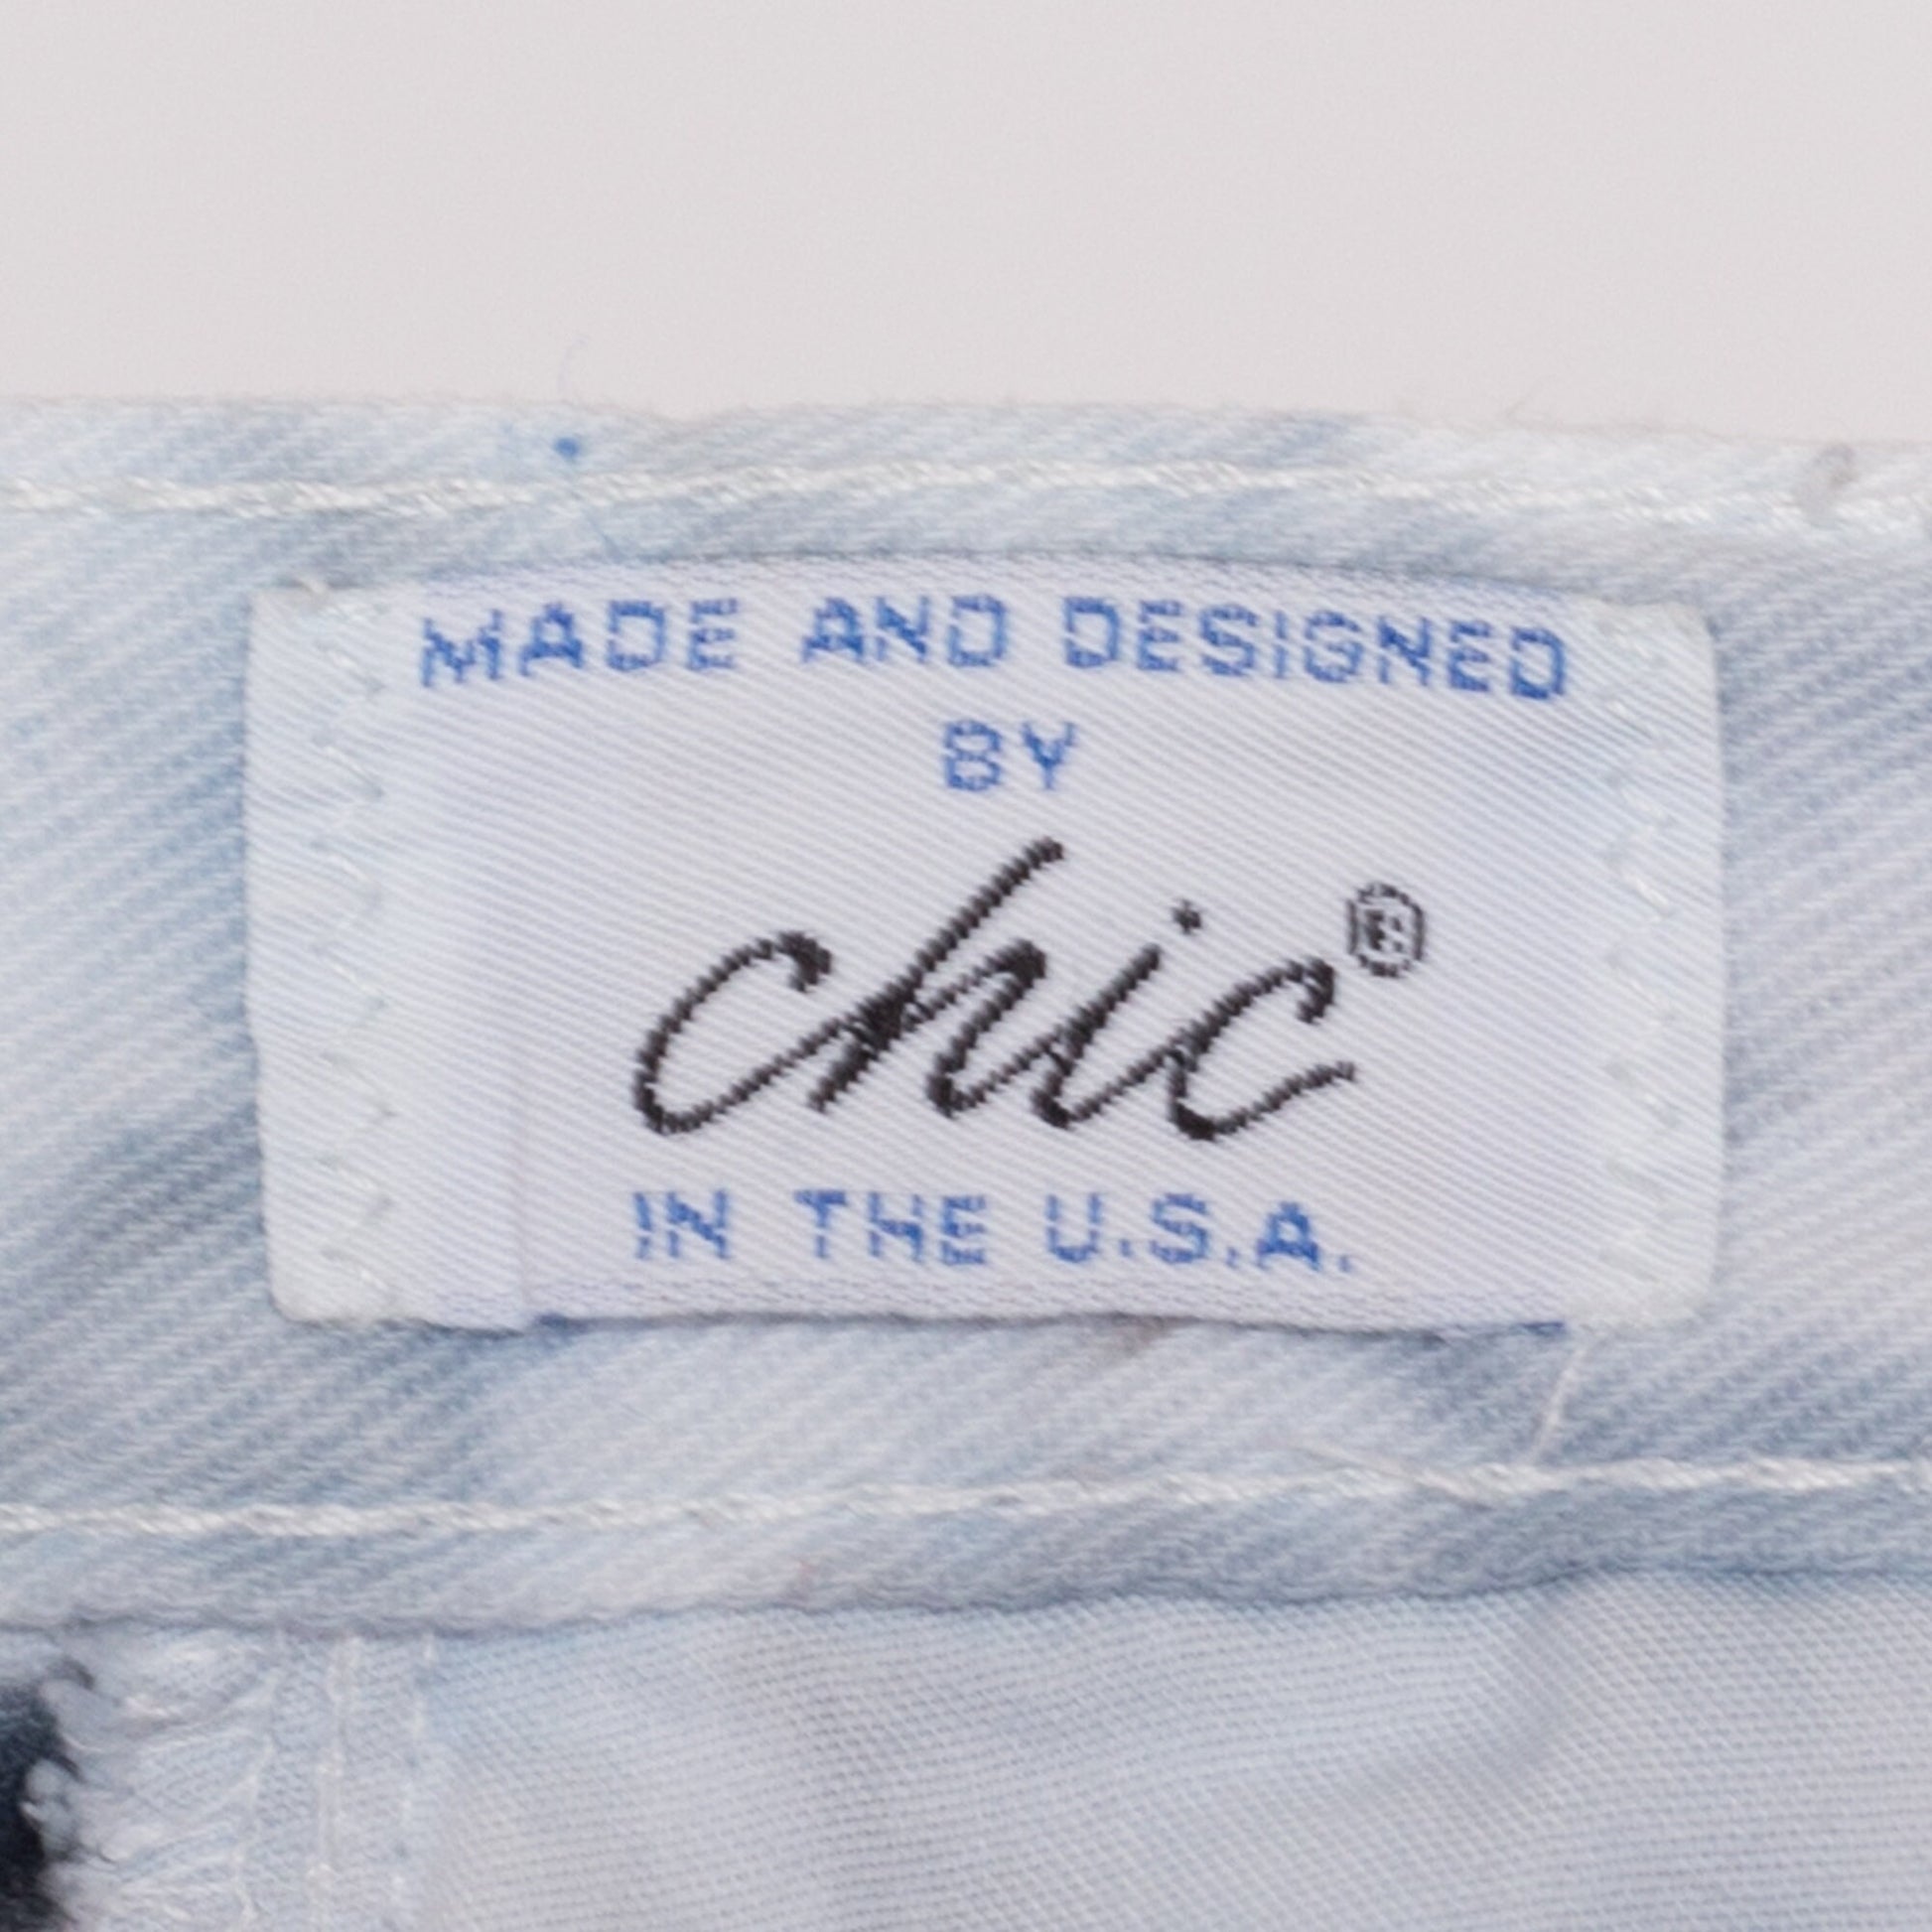 MADE AND DESIGNED
BY
chic®
IN THE U.S.A.